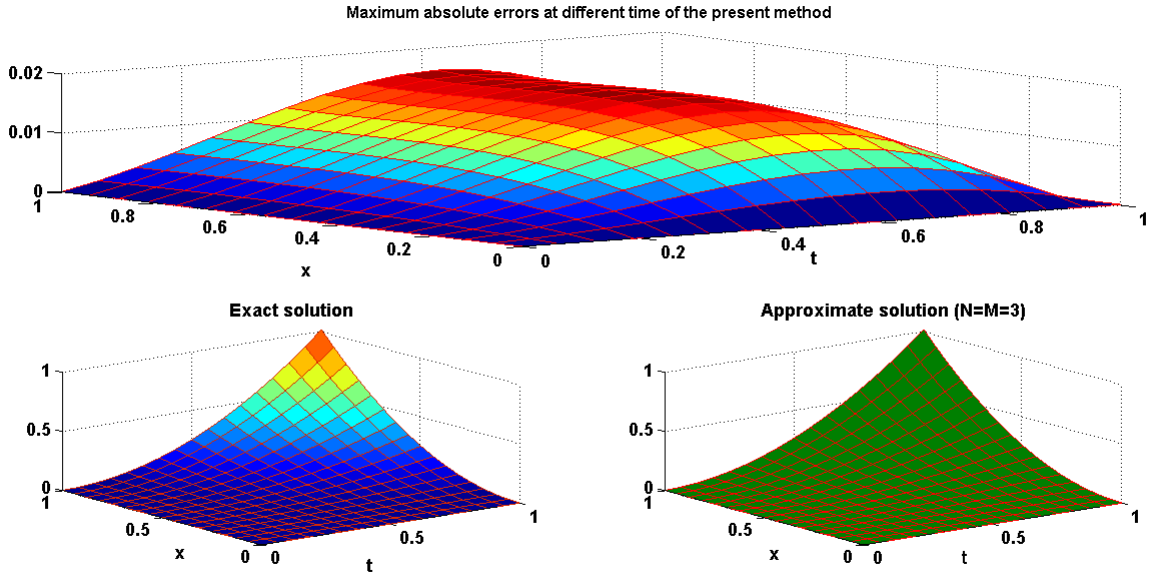 Maximum absolute errors at different time of the present method
0.02
0.01
0
1 0.8 0.6 0.4 0.2 0
0 0.2 0.4 0.6 0.8 1
x t
Exact solution
1
0.5
0
1 0.5 0
0 0.5 1
x t
Approximate solution (N=M=3)
1
0.5
0
1 0.5 0
0 0.5 1
x t